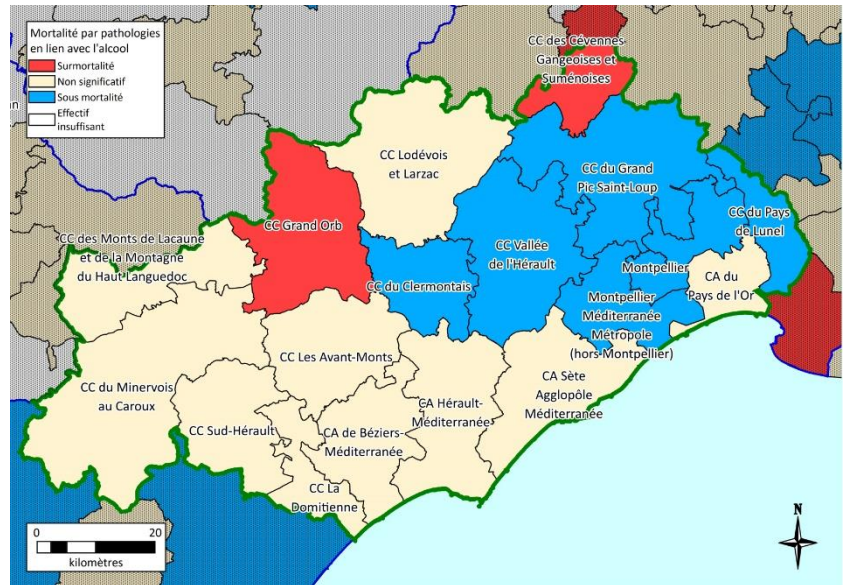 Mortalité par pathologies
en lien avec l'alcool
Surmortalité
Non significatif
Sous mortalité
Effectif
insuffisant
CC des Cévennes
Gangeoises et
Suménoises
CC Lodévois
et Larzac
CC du Grand
Pic Saint-Loup
CC Grand Orb
CC du Pays
de Lunel
CC des Monts de Lacaune
et de la Montagne
du Haut Languedoc
CC Vallée
de l'Hérault
Montpellier
CA du
Pays de l'Or
CC du Clermontais
Montpellier
Méditerranée
Métropole
(hors Montpellier)
CC Les Avant-Monts
CC du Minervois
au Caroux
CA Sète
Agglopôle
Méditerranée
CA Hérault-
Méditerranée
CC Sud-Hérault
CA de Béziers-
Méditerranée
CC La
Domitienne
0 20
kilomètres
N